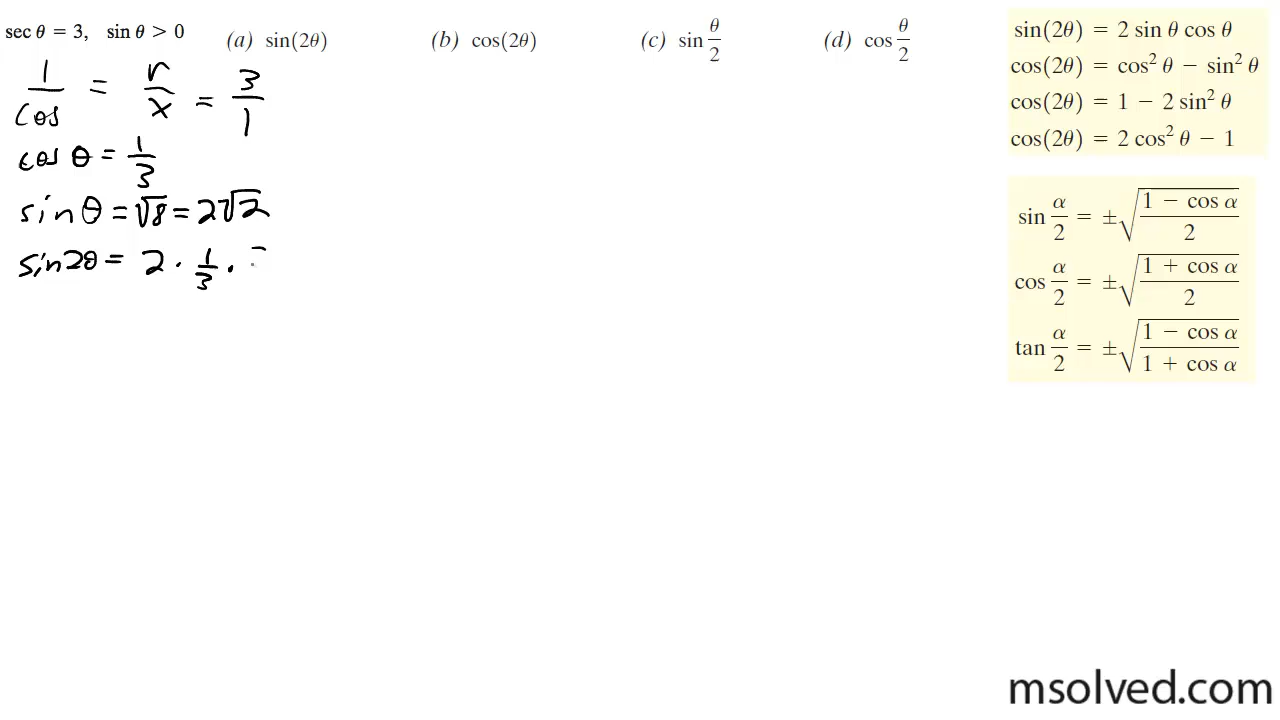 sec θ = 3, sin θ > 0
(a) sin(2θ) (b) cos(2θ) (c) sin θ/2 (d) cos θ/2
1/cos = r/x = 3/1
cos θ = 1/3
sin θ = √8 = 2√2
sin2θ = 2 · 1/3 ·
sin(2θ) = 2 sin θ cos θ
cos(2θ) = cos² θ − sin² θ
cos(2θ) = 1 − 2 sin² θ
cos(2θ) = 2 cos² θ − 1
sin α/2 = ±√((1 − cos α)/2)
cos α/2 = ±√((1 + cos α)/2)
tan α/2 = ±√((1 − cos α)/(1 + cos α))
msolved.com